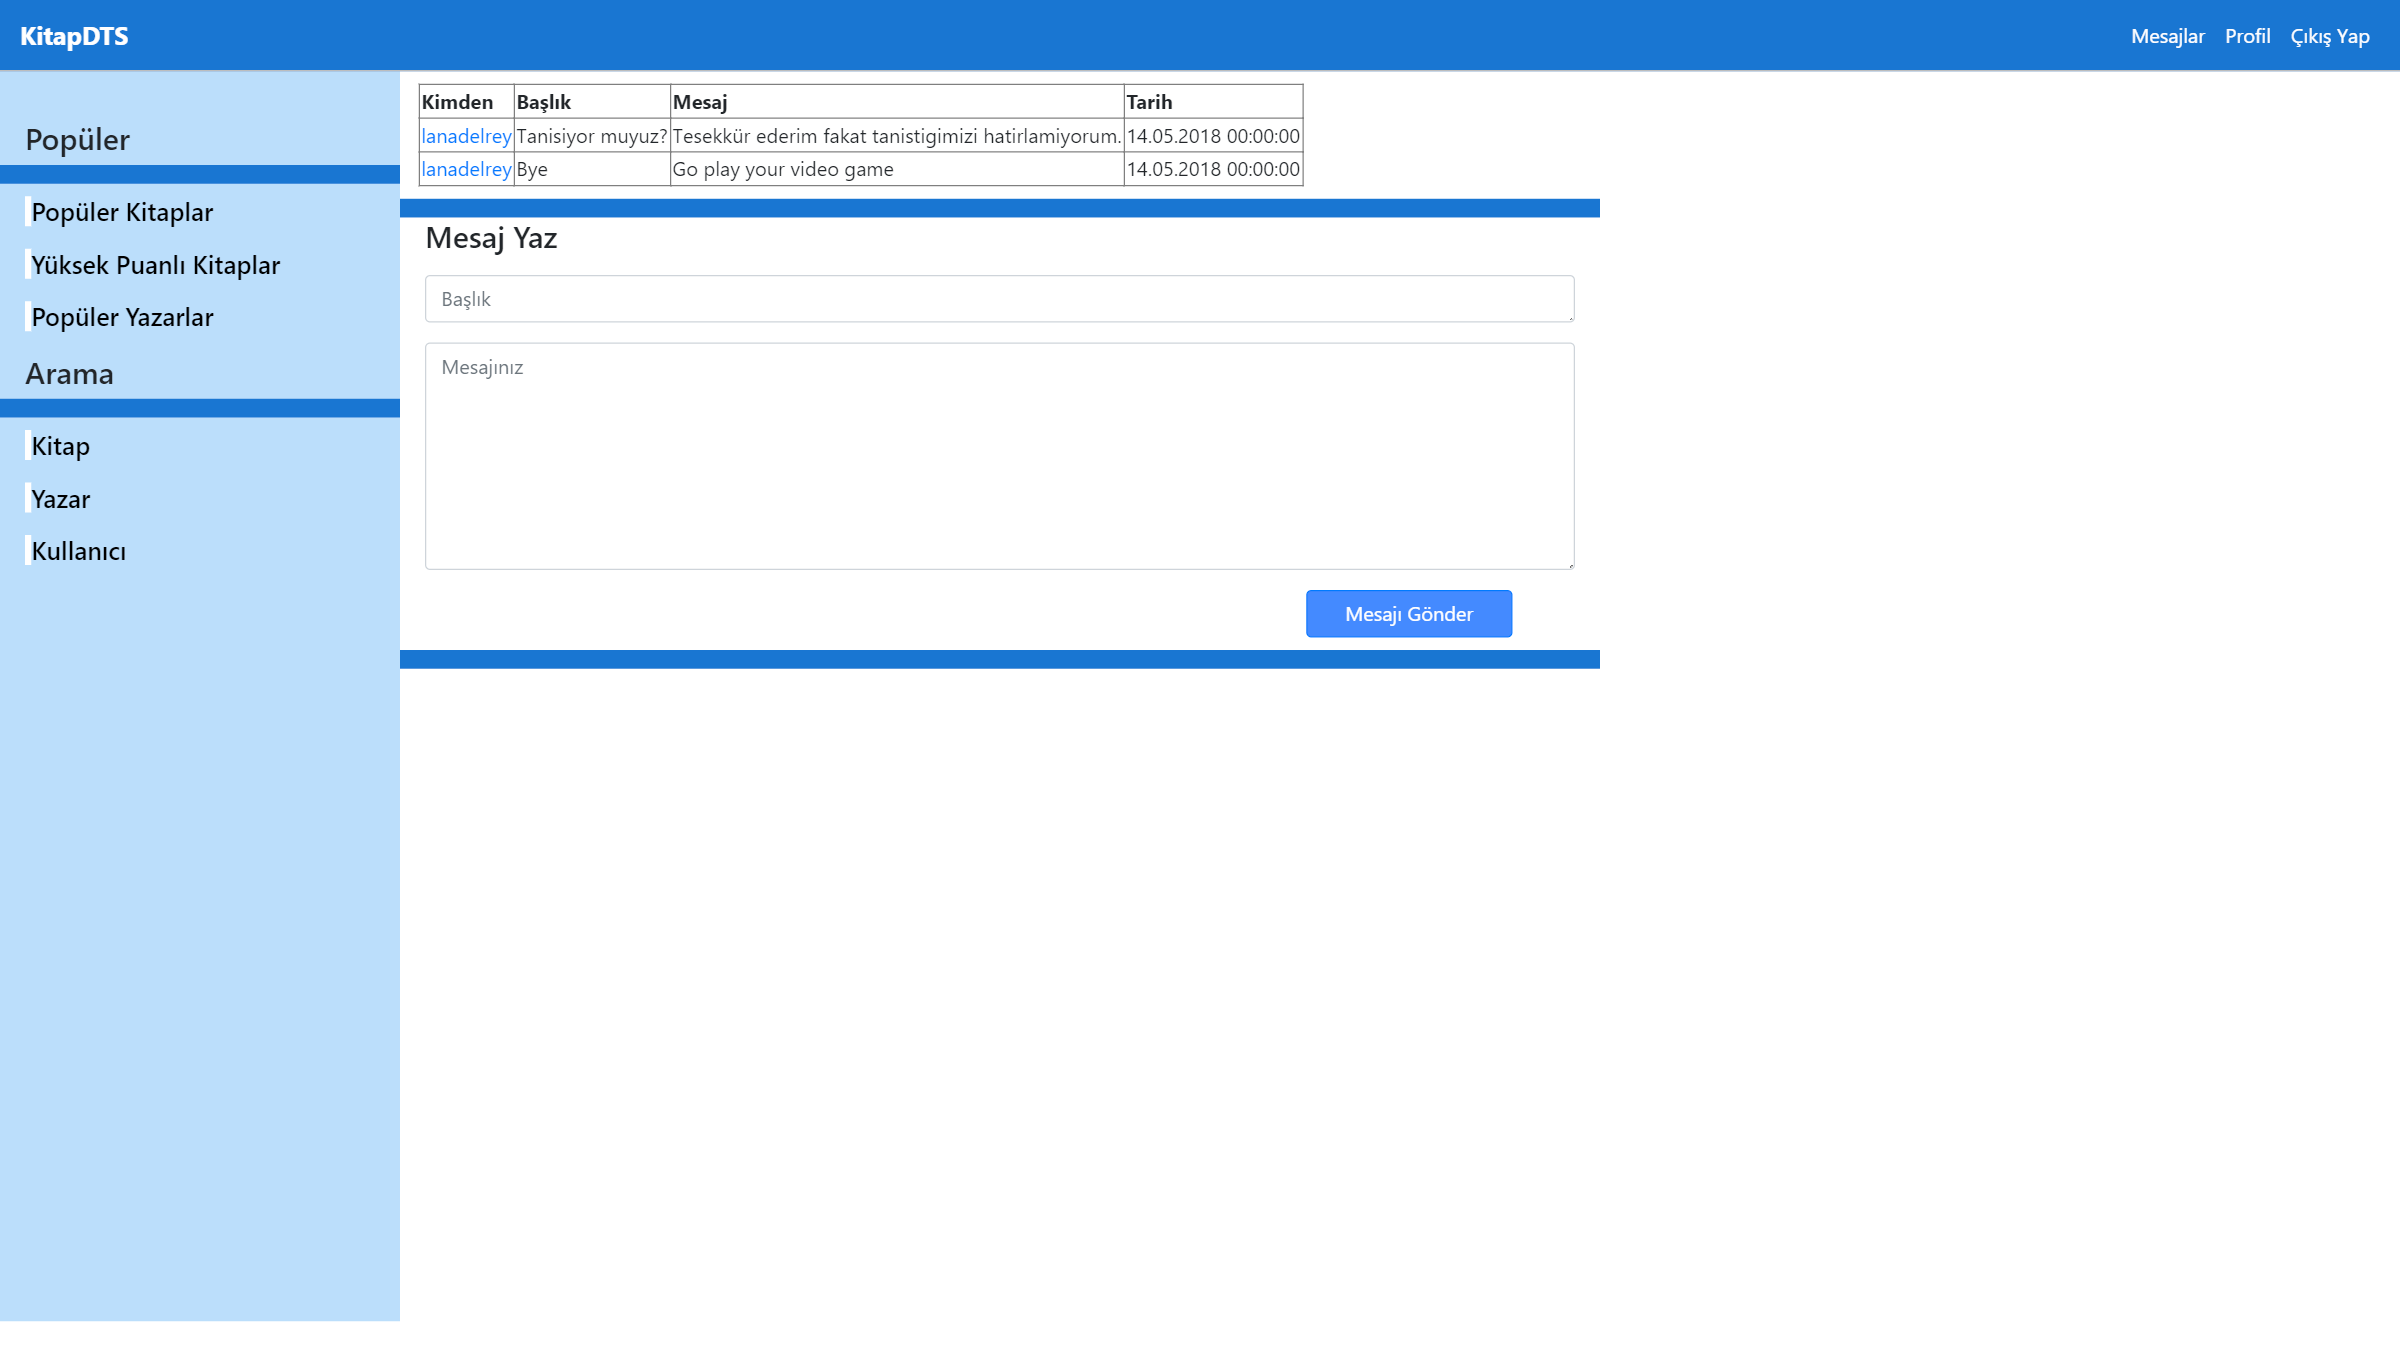 KitapDTS
Mesajlar Profil Çıkış Yap
Popüler
Popüler Kitaplar
Yüksek Puanlı Kitaplar
Popüler Yazarlar
Arama
Kitap
Yazar
Kullanıcı
Kimden Başlık Mesaj Tarih
lanadelrey Tanisiyor muyuz? Tesekkür ederim fakat tanistigimizi hatirlamiyorum. 14.05.2018 00:00:00
lanadelrey Bye Go play your video game 14.05.2018 00:00:00
Mesaj Yaz
Başlık
Mesajınız
Mesajı Gönder